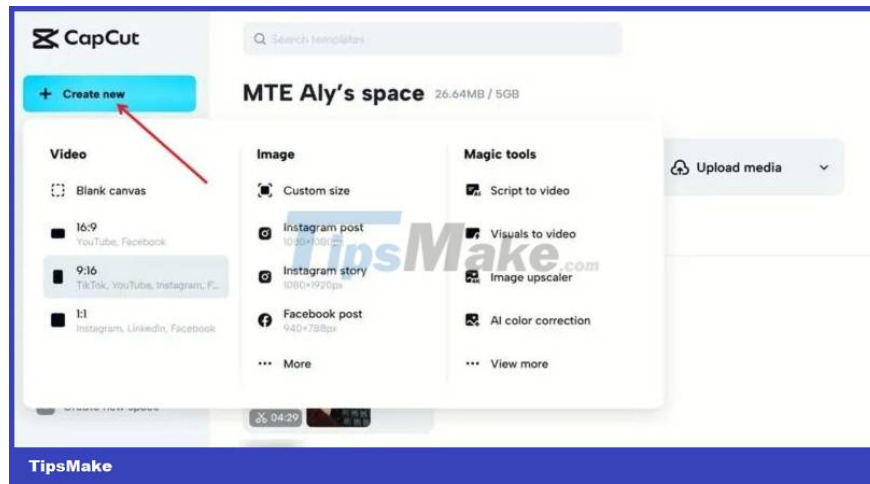 CapCut
Search templates
+ Create new
MTE Aly's space 26.64MB / 5GB
Video
Blank canvas
16:9
YouTube, Facebook
9:16
TikTok, YouTube, Instagram, F...
1:1
Instagram, LinkedIn, Facebook
Image
Custom size
Instagram post
1080×1080px
Instagram story
1080×1920px
Facebook post
940×788px
More
Magic tools
Script to video
Visuals to video
Image upscaler
AI color correction
View more
Upload media
TipsMake.com
Create new space
04:29
TipsMake